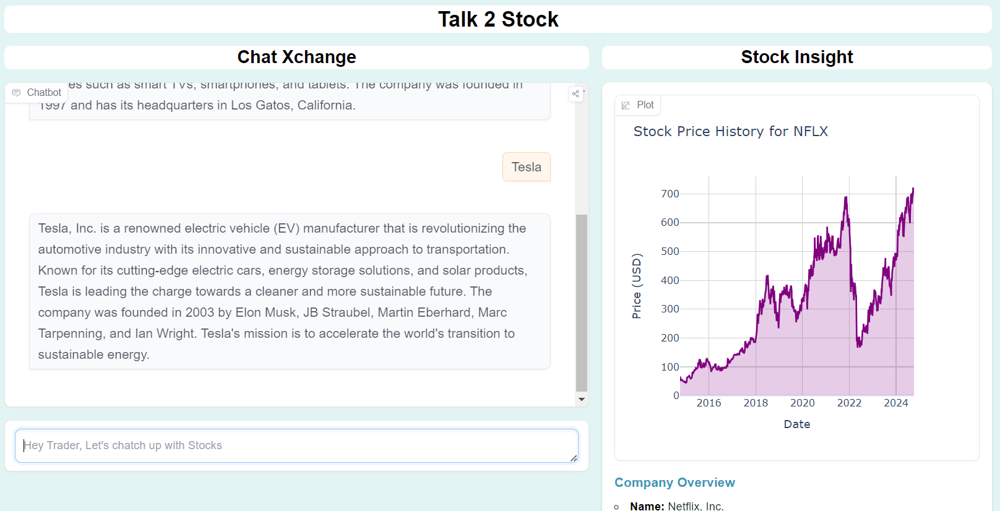 Talk 2 Stock
Chat Xchange
Stock Insight
Chatbot
such as smart TVs, smartphones, and tablets. The company was founded in
1997 and has its headquarters in Los Gatos, California.
Tesla
Tesla, Inc. is a renowned electric vehicle (EV) manufacturer that is revolutionizing the
automotive industry with its innovative and sustainable approach to transportation.
Known for its cutting-edge electric cars, energy storage solutions, and solar products,
Tesla is leading the charge towards a cleaner and more sustainable future. The
company was founded in 2003 by Elon Musk, JB Straubel, Martin Eberhard, Marc
Tarpenning, and Ian Wright. Tesla's mission is to accelerate the world's transition to
sustainable energy.
Hey Trader, Let's chatch up with Stocks
Plot
Stock Price History for NFLX
Price (USD)
700
600
500
400
300
200
100
0
2016 2018 2020 2022 2024
Date
Company Overview
Name: Netflix, Inc.